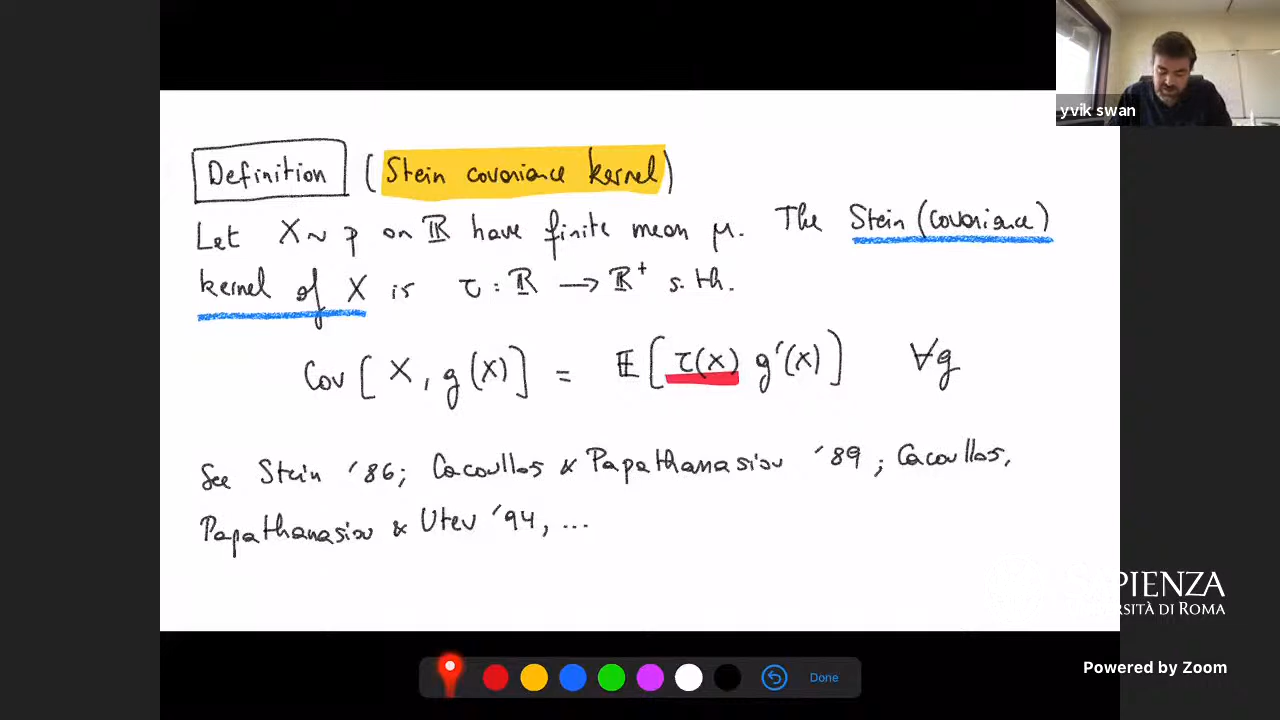 yvik swan
Definition (Stein covariance kernel)
Let X ~ p on ℝ have finite mean μ. The Stein (covariance)
kernel of X is τ : ℝ → ℝ⁺ s. th.
Cov [ X, g(X) ] = 𝔼 [ τ(X) g'(X) ] ∀g
See Stein '86; Cacoullos & Papathanasiou '89; Cacoullos,
Papathanasiou & Utev '94, ...
PIENZA
RSITÀ DI ROMA
Done
Powered by Zoom